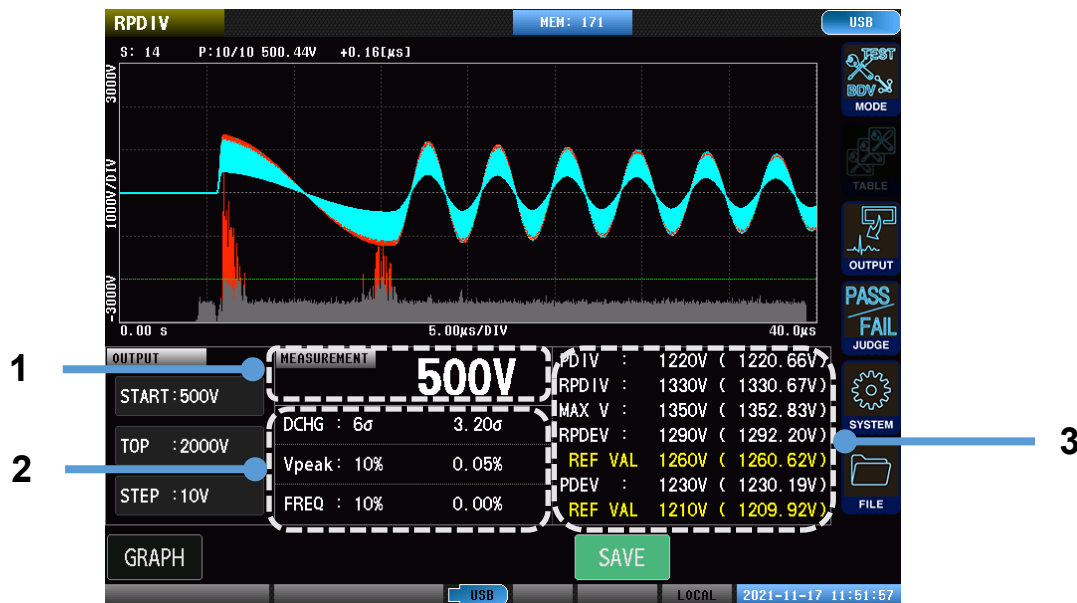 RPDIV
MEM: 171
USB
S: 14 P:10/10 500.44V +0.16[μs]
3000V
1000V/DIV
-3000V
0.00 s
5.00μs/DIV
40.0μs
TEST
BDV
MODE
TABLE
OUTPUT
PASS
FAIL
JUDGE
SYSTEM
FILE
OUTPUT
START:500V
TOP :2000V
STEP :10V
1
MEASUREMENT
500V
2
DCHG : 6σ 3.20σ
Vpeak: 10% 0.05%
FREQ : 10% 0.00%
PDIV : 1220V ( 1220.66V)
RPDIV : 1330V ( 1330.67V)
MAX V : 1350V ( 1352.83V)
RPDEV : 1290V ( 1292.20V)
REF VAL 1260V ( 1260.62V)
PDEV : 1230V ( 1230.19V)
REF VAL 1210V ( 1209.92V)
3
GRAPH
SAVE
USB
LOCAL
2021-11-17 11:51:57